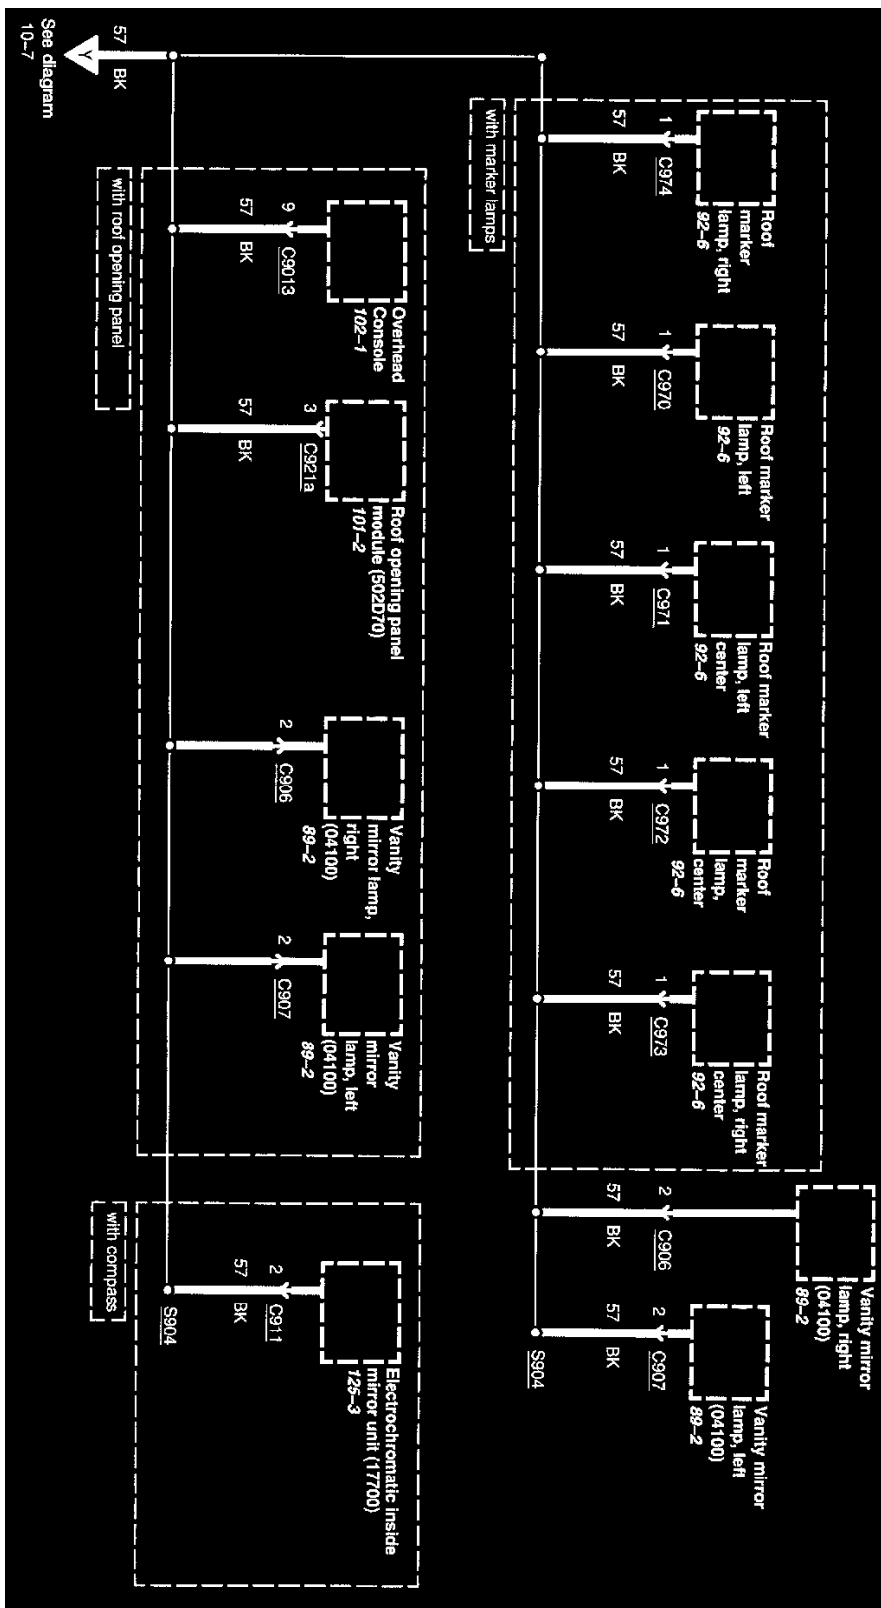 See diagram
10–7
Y
57
BK
with marker lamps
57
BK
1
C974
Roof
marker
lamp, right
92–6
57
BK
1
C970
Roof marker
lamp, left
92–6
57
BK
1
C971
Roof marker
lamp, left
center
92–6
57
BK
1
C972
Roof
marker
lamp,
center
92–6
57
BK
1
C973
Roof marker
lamp, right
center
92–6
57
BK
2
C906
Vanity mirror
lamp, right
(04100)
89–2
57
BK
2
C907
Vanity mirror
lamp, left
(04100)
89–2
S904
with roof opening panel
57
BK
9
C9013
Overhead
Console
102–1
57
BK
3
C921a
Roof opening panel
module (502D70)
101–2
2
C906
Vanity
mirror lamp,
right
(04100)
89–2
2
C907
Vanity
mirror
lamp, left
(04100)
89–2
with compass
57
BK
2
C911
Electrochromatic inside
mirror unit (17700)
125–3
S904